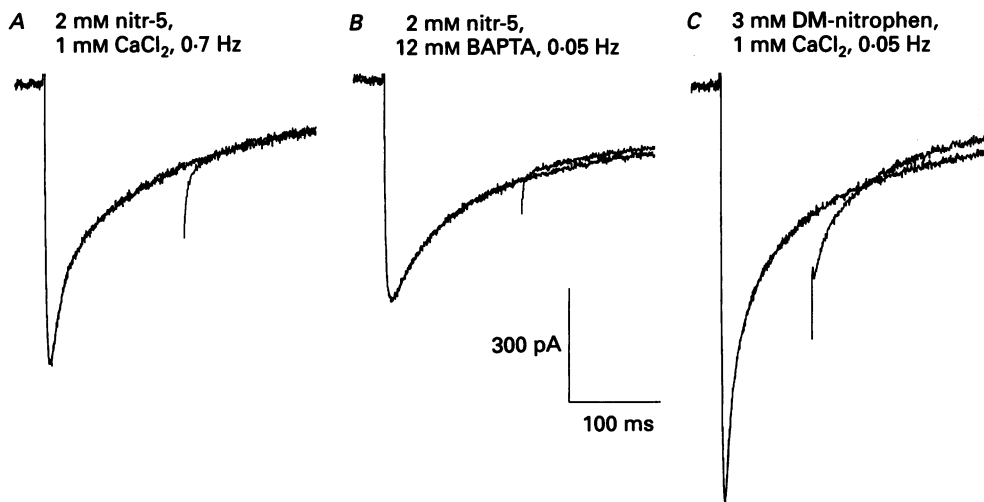 A 2 mM nitr-5,
1 mM CaCl₂, 0·7 Hz
B 2 mM nitr-5,
12 mM BAPTA, 0·05 Hz
C 3 mM DM-nitrophen,
1 mM CaCl₂, 0·05 Hz
300 pA
100 ms